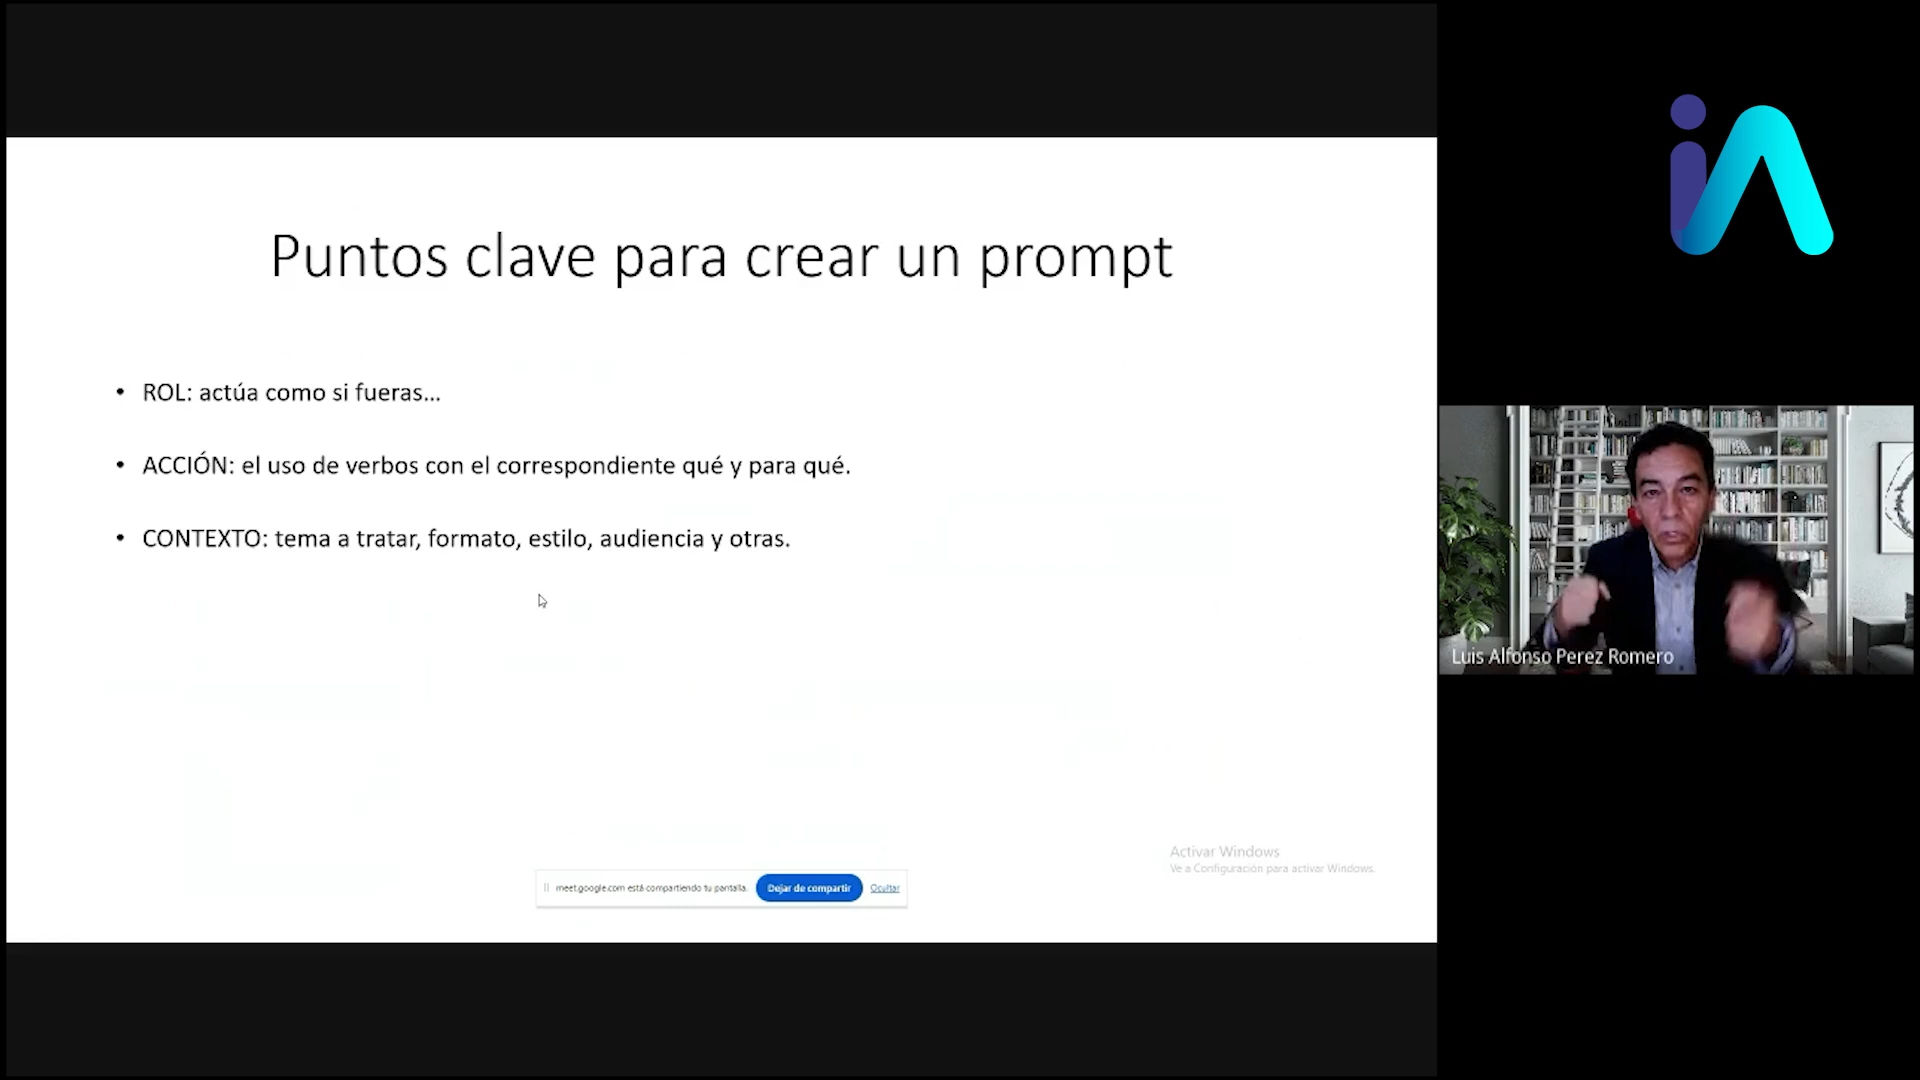 Puntos clave para crear un prompt
• ROL: actúa como si fueras...
• ACCIÓN: el uso de verbos con el correspondiente qué y para qué.
• CONTEXTO: tema a tratar, formato, estilo, audiencia y otras.
Activar Windows
Ve a Configuración para activar Windows.
meet.google.com está compartiendo tu pantalla.
Dejar de compartir
Ocultar
iA
Luis Alfonso Perez Romero